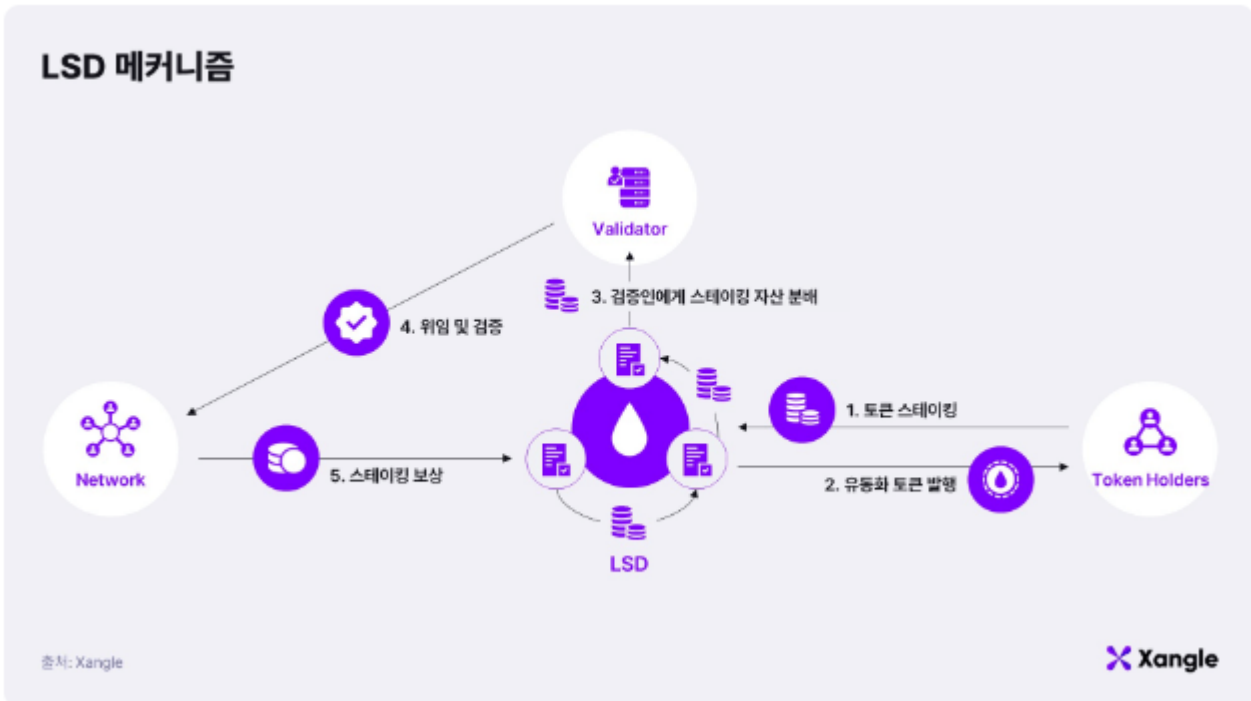 LSD 메커니즘
Validator
3. 검증인에게 스테이킹 자산 분배
4. 위임 및 검증
1. 토큰 스테이킹
Network
5. 스테이킹 보상
2. 유동화 토큰 발행
Token Holders
LSD
출처: Xangle
Xangle